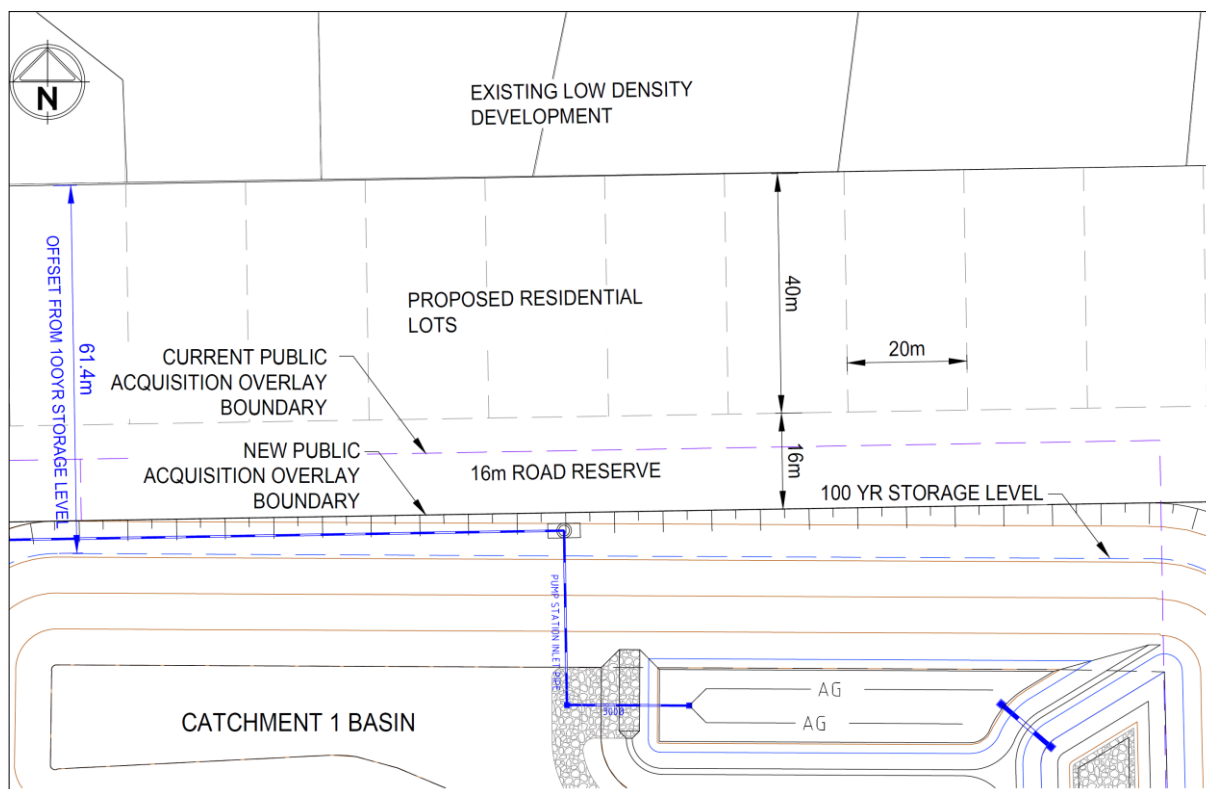 N
EXISTING LOW DENSITY
DEVELOPMENT
OFFSET FROM 100YR STORAGE LEVEL
61.4m
PROPOSED RESIDENTIAL
LOTS
40m
20m
CURRENT PUBLIC
ACQUISITION OVERLAY
BOUNDARY
NEW PUBLIC
ACQUISITION OVERLAY
BOUNDARY
16m ROAD RESERVE
16m
100 YR STORAGE LEVEL
PUMP STATION INLET PIPE
300Ø
AG
AG
CATCHMENT 1 BASIN